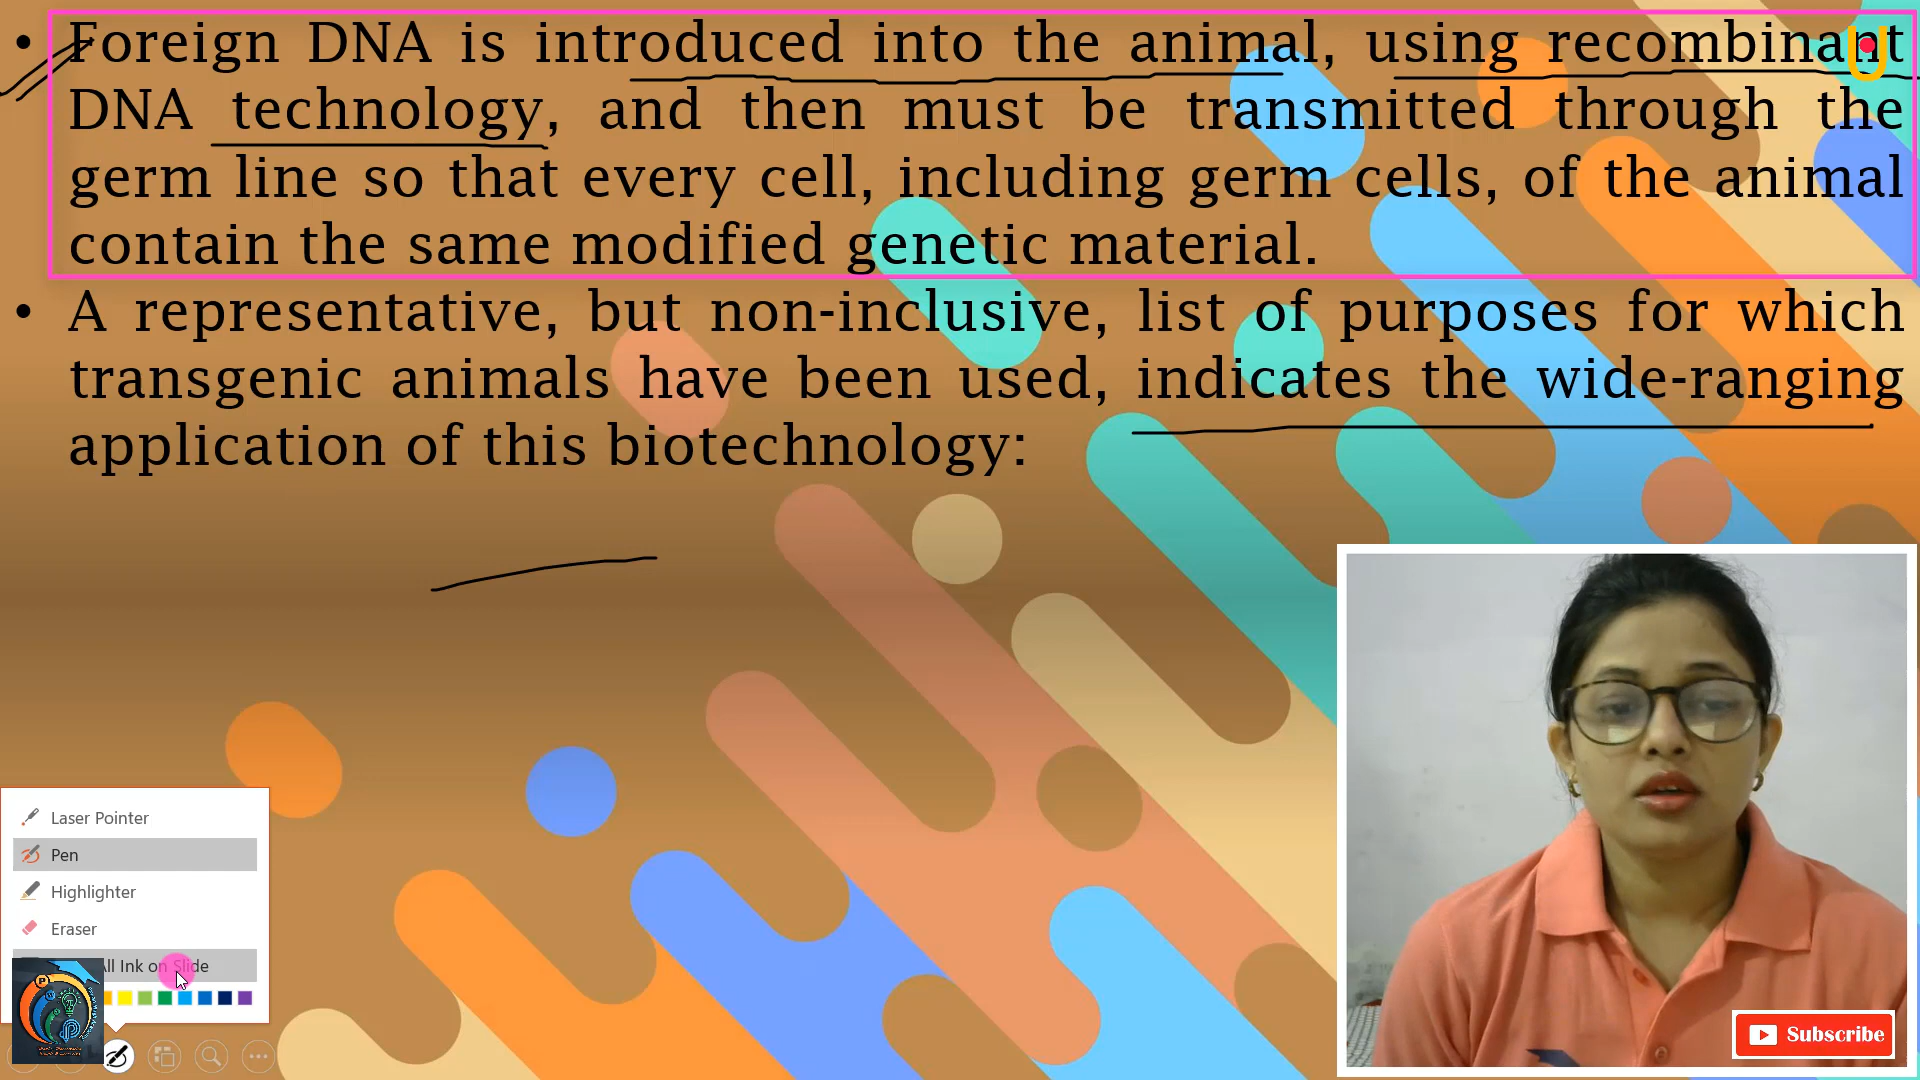 • Foreign DNA is introduced into the animal, using recombinant
DNA technology, and then must be transmitted through the
germ line so that every cell, including germ cells, of the animal
contain the same modified genetic material.
• A representative, but non-inclusive, list of purposes for which
transgenic animals have been used, indicates the wide-ranging
application of this biotechnology:
Laser Pointer
Pen
Highlighter
Eraser
All Ink on Slide
Subscribe